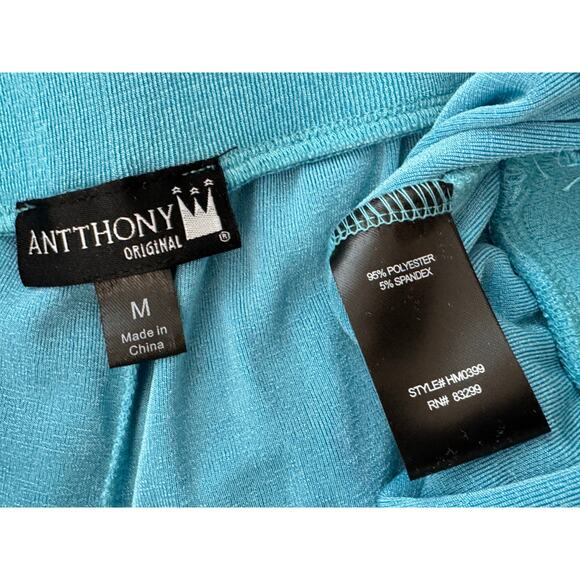 ANTTHONY
ORIGINAL ®
M
Made in
China
95% POLYESTER
5% SPANDEX
STYLE# HM0399
RN# 83299